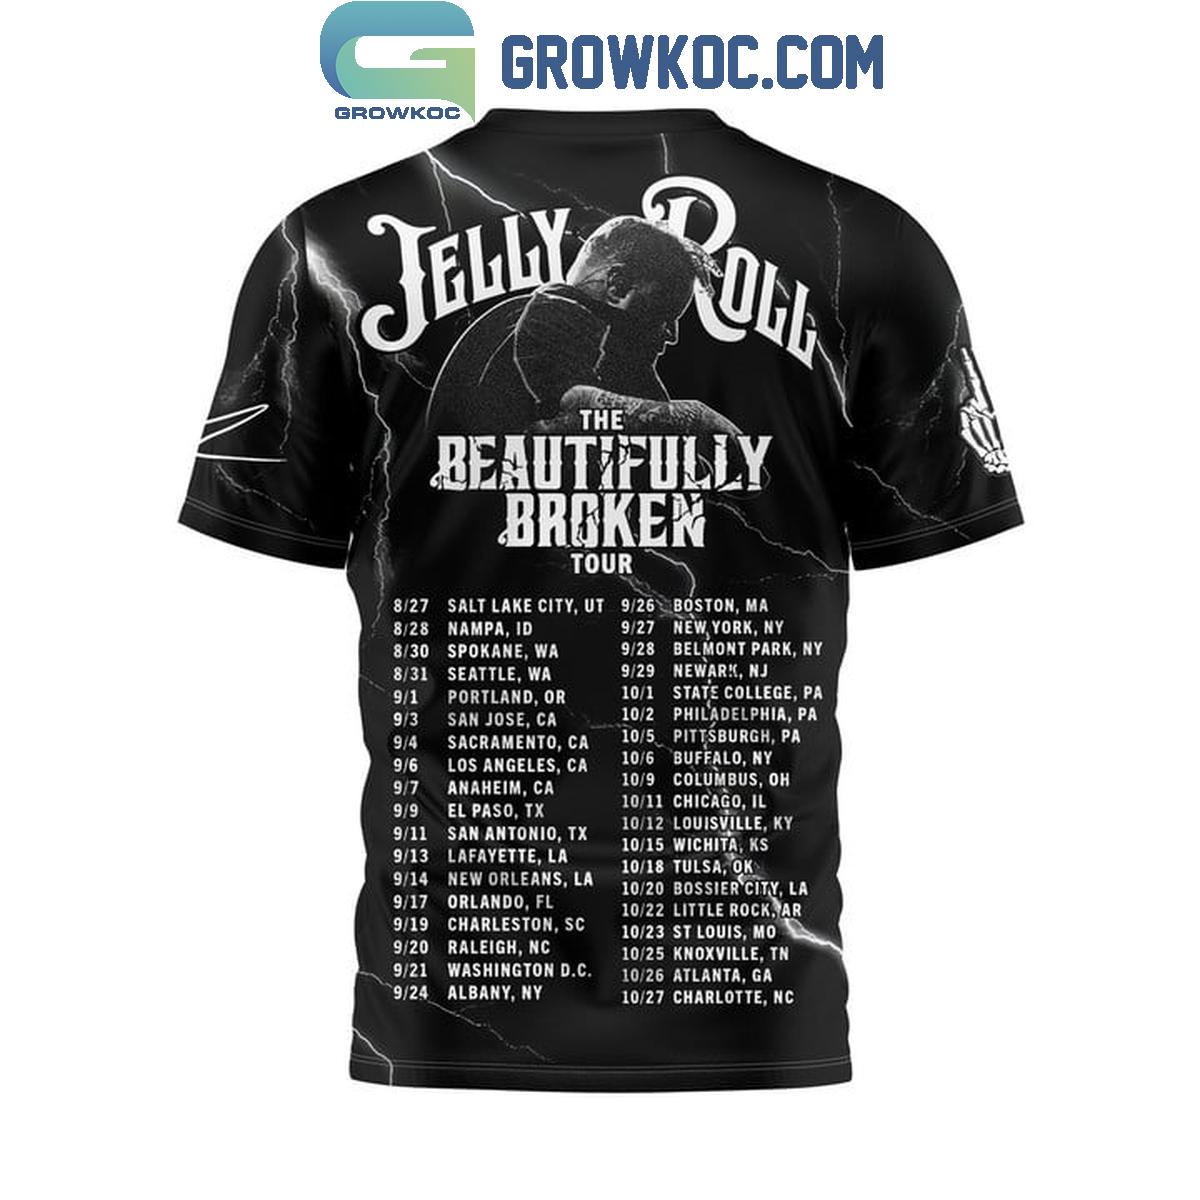 GROWKOC
GROWKOC.COM
JELLY ROLL
THE
BEAUTIFULLY
BROKEN
TOUR
8/27 SALT LAKE CITY, UT
8/28 NAMPA, ID
8/30 SPOKANE, WA
8/31 SEATTLE, WA
9/1 PORTLAND, OR
9/3 SAN JOSE, CA
9/4 SACRAMENTO, CA
9/6 LOS ANGELES, CA
9/7 ANAHEIM, CA
9/9 EL PASO, TX
9/11 SAN ANTONIO, TX
9/13 LAFAYETTE, LA
9/14 NEW ORLEANS, LA
9/17 ORLANDO, FL
9/19 CHARLESTON, SC
9/20 RALEIGH, NC
9/21 WASHINGTON D.C.
9/24 ALBANY, NY
9/26 BOSTON, MA
9/27 NEW YORK, NY
9/28 BELMONT PARK, NY
9/29 NEWARK, NJ
10/1 STATE COLLEGE, PA
10/2 PHILADELPHIA, PA
10/5 PITTSBURGH, PA
10/6 BUFFALO, NY
10/9 COLUMBUS, OH
10/11 CHICAGO, IL
10/12 LOUISVILLE, KY
10/15 WICHITA, KS
10/18 TULSA, OK
10/20 BOSSIER CITY, LA
10/22 LITTLE ROCK, AR
10/23 ST LOUIS, MO
10/25 KNOXVILLE, TN
10/26 ATLANTA, GA
10/27 CHARLOTTE, NC